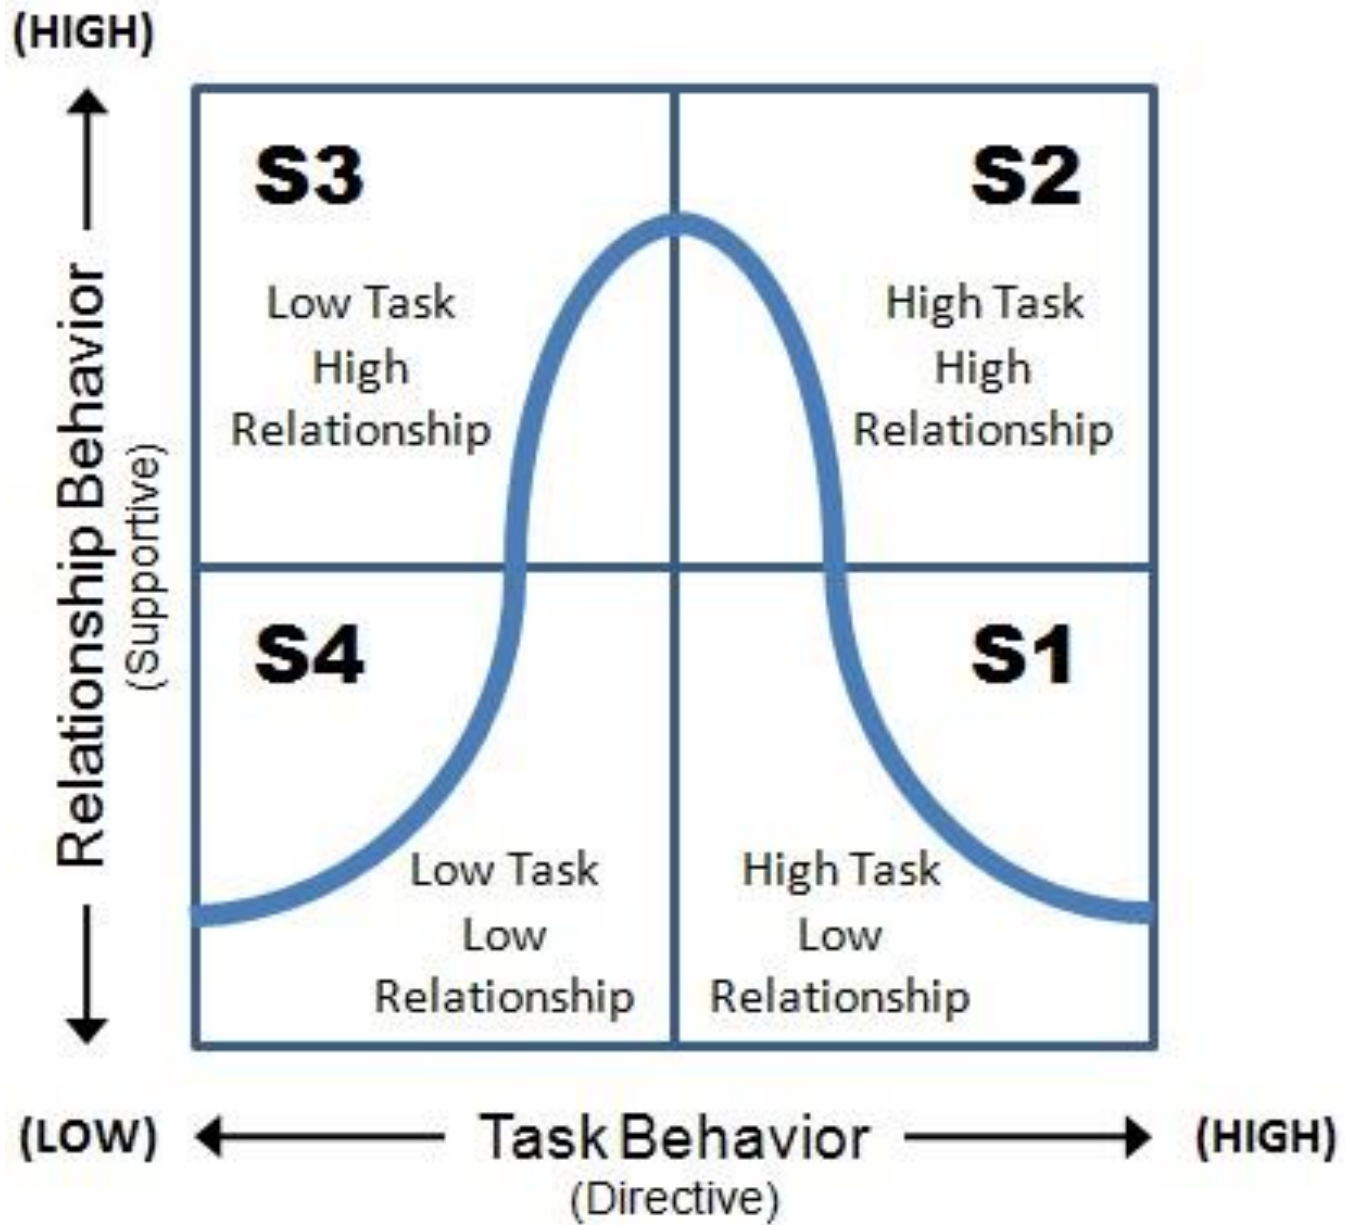 (HIGH)
S3
Low Task
High
Relationship
S2
High Task
High
Relationship
Relationship Behavior
(Supportive)
S4
Low Task
Low
Relationship
S1
High Task
Low
Relationship
(LOW)
Task Behavior
(Directive)
(HIGH)